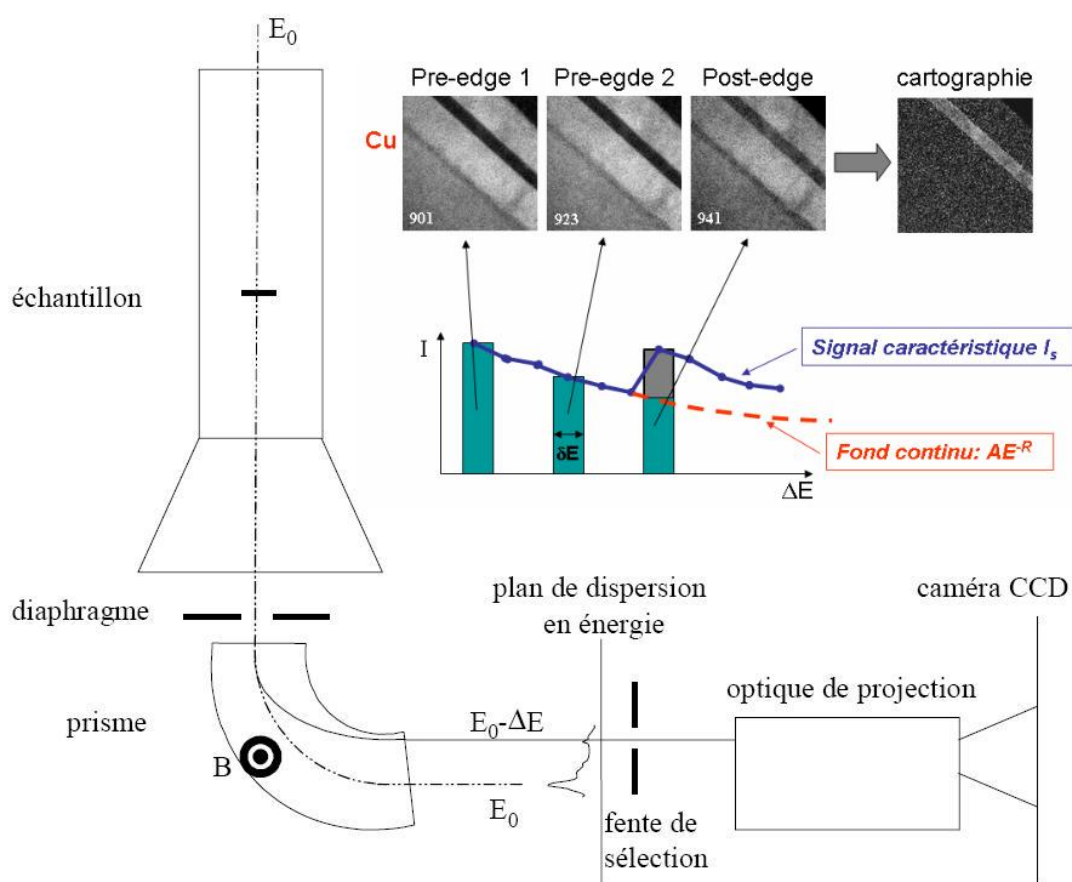 E0
Pre-edge 1
Pre-egde 2
Post-edge
cartographie
Cu
901
923
941
échantillon
I
Signal caractéristique Is
δE
Fond continu: AE-R
ΔE
diaphragme
plan de dispersion
en énergie
caméra CCD
optique de projection
prisme
E0-ΔE
B
E0
fente de
sélection